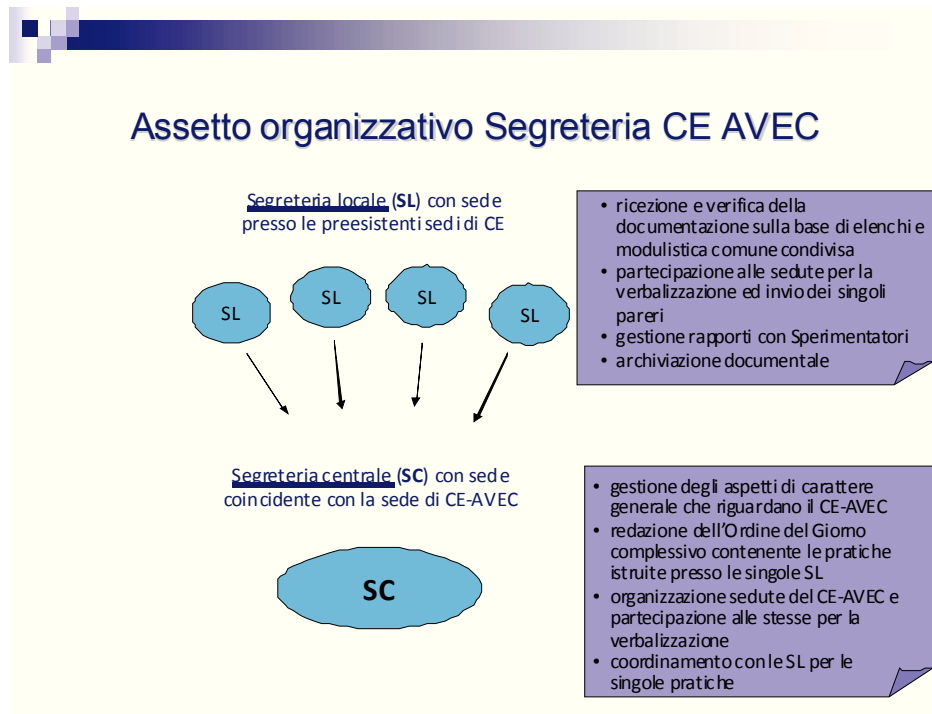 Assetto organizzativo Segreteria CE AVEC
Segreteria locale (SL) con sede
presso le preesistenti sedi di CE
SL
SL
SL
SL
• ricezione e verifica della
documentazione sulla base di elenchi e
modulistica comune condivisa
• partecipazione alle sedute per la
verbalizzazione ed invio dei singoli
pareri
• gestione rapporti con Sperimentatori
• archiviazione documentale
Segreteria centrale (SC) con sede
coincidente con la sede di CE-AVEC
SC
• gestione degli aspetti di carattere
generale che riguardano il CE-AVEC
• redazione dell'Ordine del Giorno
complessivo contenente le pratiche
istruite presso le singole SL
• organizzazione sedute del CE-AVEC e
partecipazione alle stesse per la
verbalizzazione
• coordinamento con le SL per le
singole pratiche